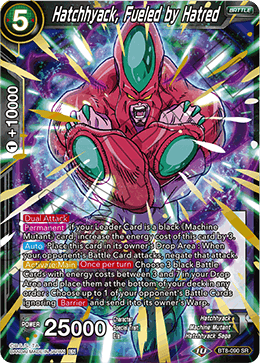 5
Hatchhyack, Fueled by Hatred
BATTLE
1 +10000
Dual Attack
Permanent If your Leader Card is a black ⟨Machine
Mutant⟩ card, increase the energy cost of this card by 3.
Auto Place this card in its owner's Drop Area : When
your opponent's Battle Card attacks, negate that attack.
Activate Main Once per turn Choose 3 black Battle
Cards with energy costs between 3 and 7 in your Drop
Area and place them at the bottom of your deck in any
order : Choose up to 1 of your opponent's Battle Cards
ignoring Barrier and send it to its owner's Warp.
POWER 25000
Character Hatchhyack
Special Trait Machine Mutant
Era Hatchhyack Saga
BT8-090 SR